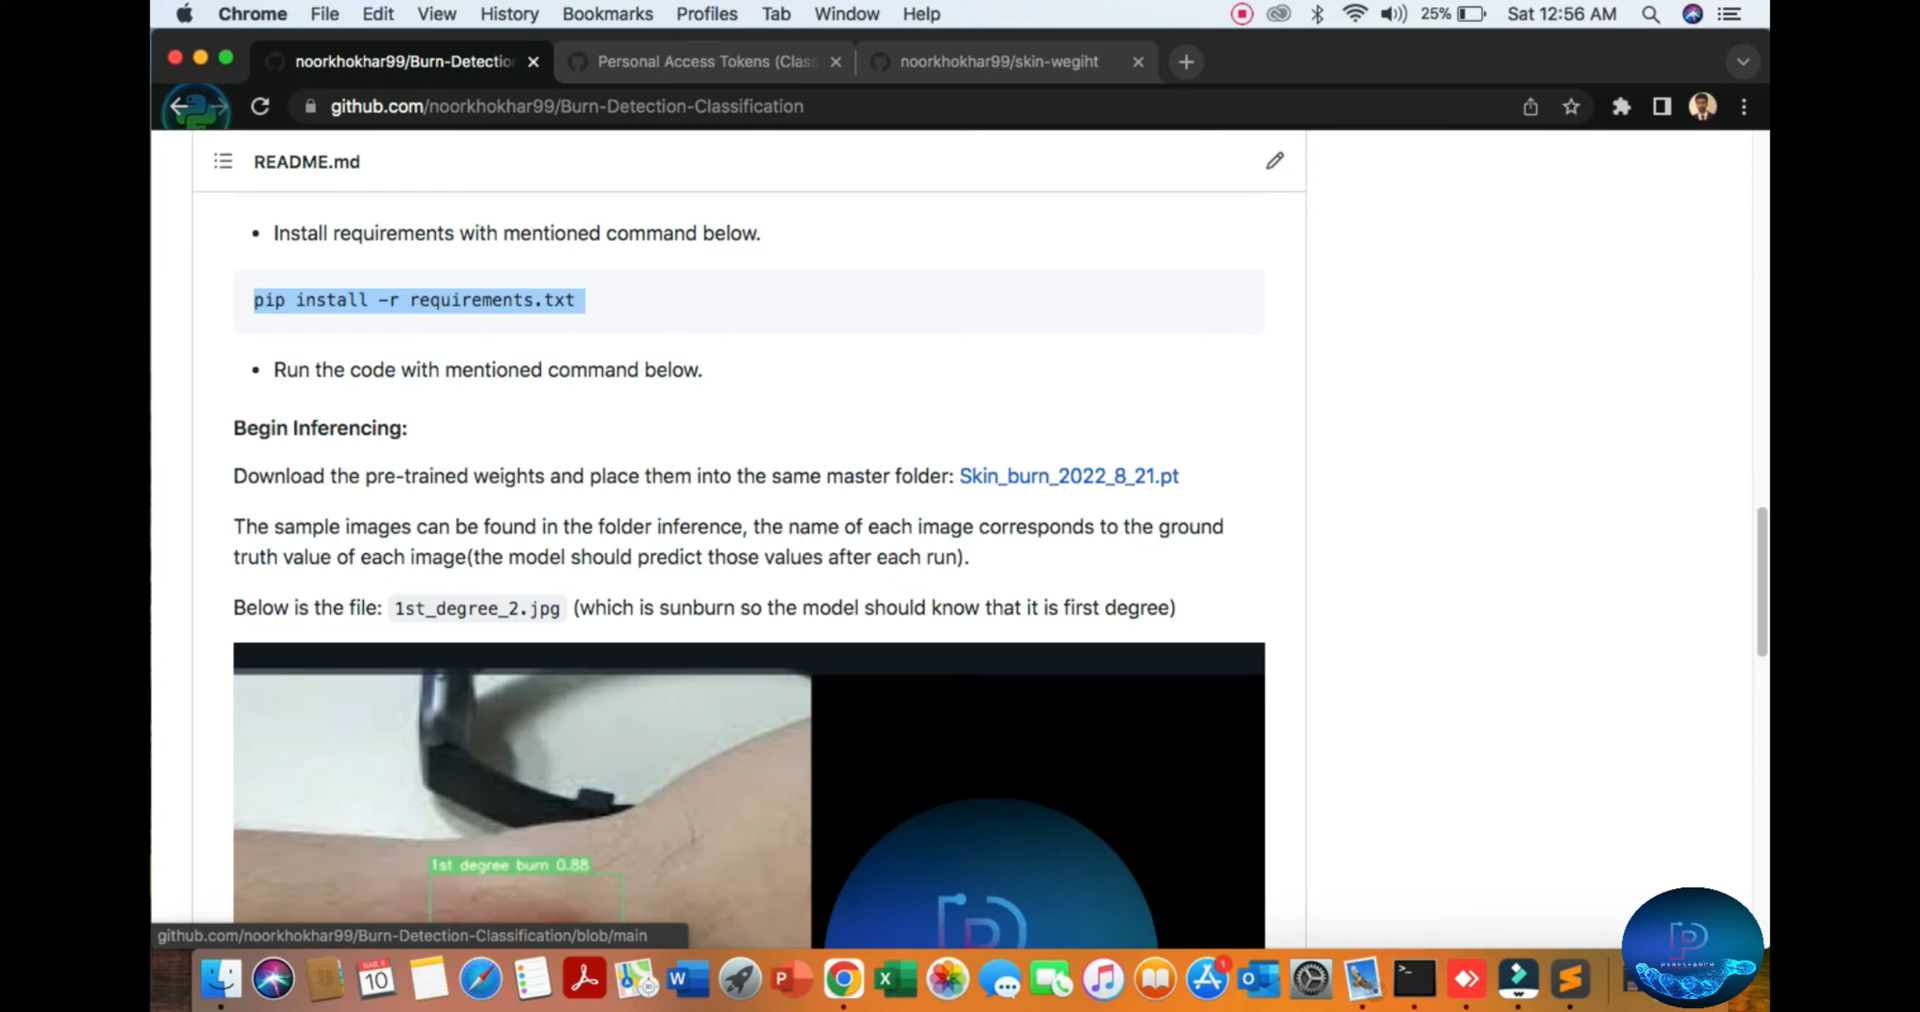 Chrome File Edit View History Bookmarks Profiles Tab Window Help 25% Sat 12:56 AM
noorkhokhar99/Burn-Detectio Personal Access Tokens (Clas noorkhokhar99/skin-wegiht
github.com/noorkhokhar99/Burn-Detection-Classification
README.md
• Install requirements with mentioned command below.
pip install -r requirements.txt
• Run the code with mentioned command below.
Begin Inferencing:
Download the pre-trained weights and place them into the same master folder: Skin_burn_2022_8_21.pt
The sample images can be found in the folder inference, the name of each image corresponds to the ground
truth value of each image(the model should predict those values after each run).
Below is the file: 1st_degree_2.jpg (which is sunburn so the model should know that it is first degree)
1st degree burn 0.88
github.com/noorkhokhar99/Burn-Detection-Classification/blob/main
10
1
PYRESEARCH